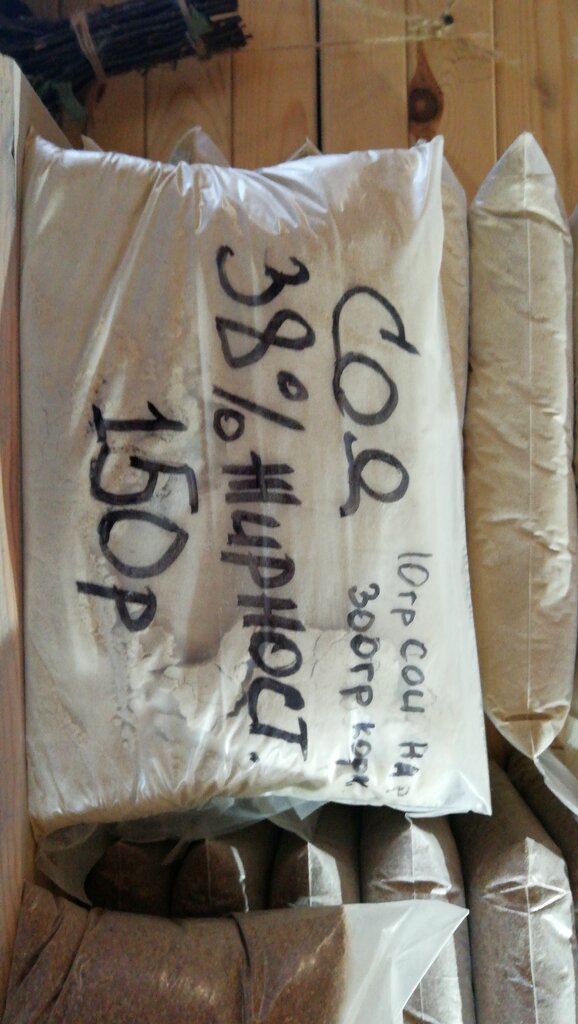 СОЯ
10гр СОИ НА
300гр КОРМ
38% ЖИРНОСТ.
150Р